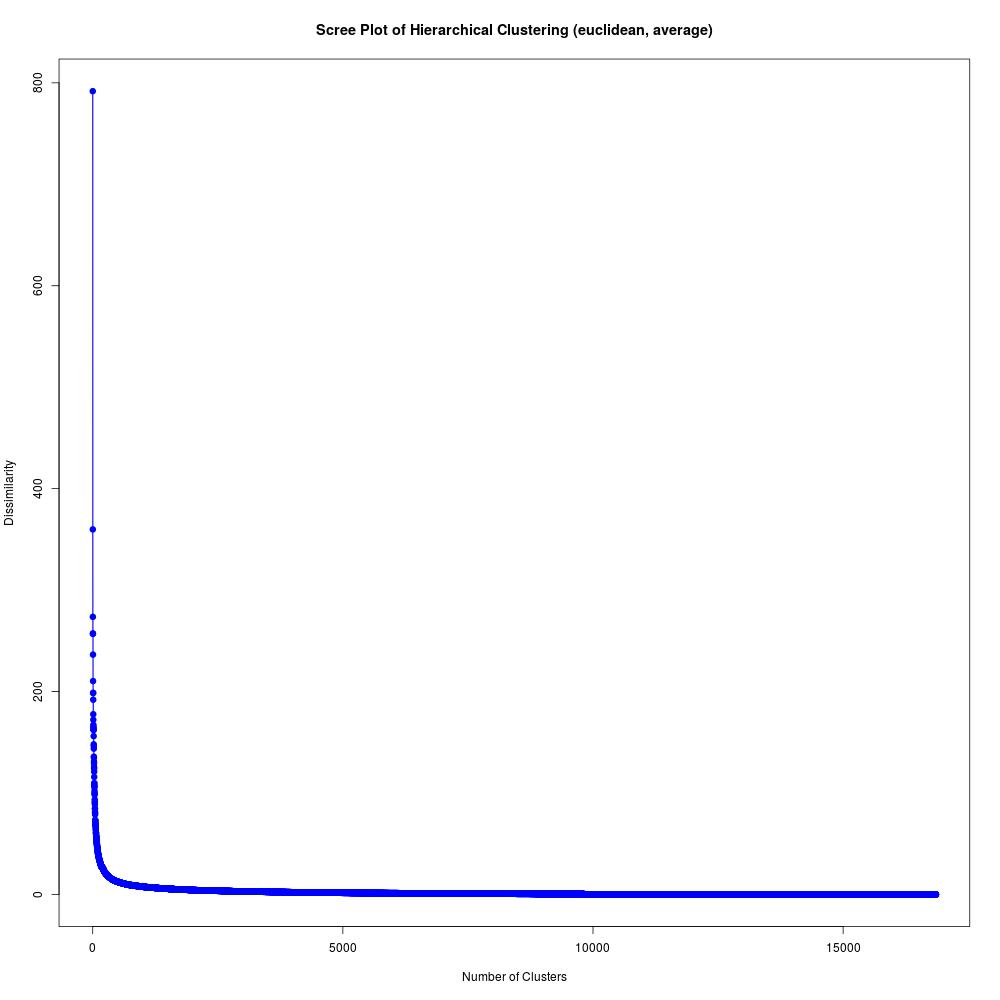 Scree Plot of Hierarchical Clustering (euclidean, average)
800
600
400
200
0
Dissimilarity
0 5000 10000 15000
Number of Clusters